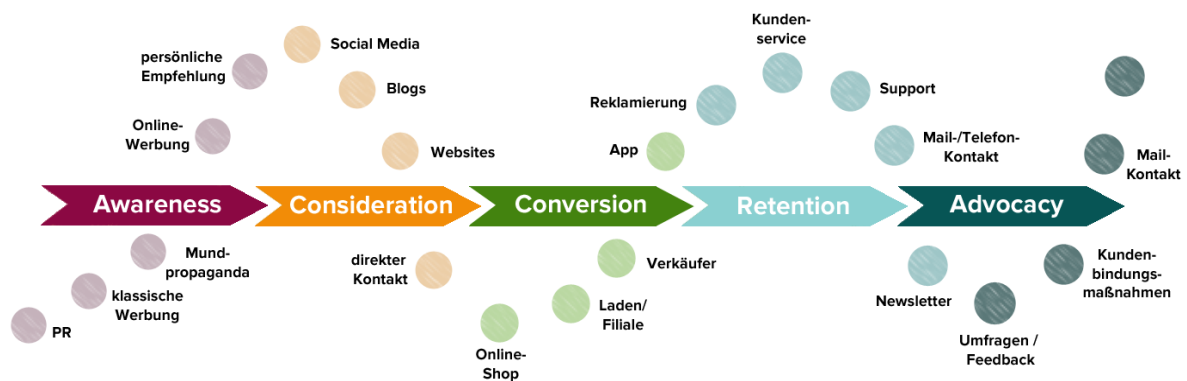 Kunden-
service
persönliche
Empfehlung
Social Media
Blogs
Reklamierung
Support
Online-
Werbung
App
Websites
Mail-/Telefon-
Kontakt
Mail-
Kontakt
Awareness
Consideration
Conversion
Retention
Advocacy
Mund-
propaganda
direkter
Kontakt
Verkäufer
Kunden-
bindungs-
maßnahmen
klassische
Werbung
PR
Laden/
Filiale
Newsletter
Online-
Shop
Umfragen /
Feedback